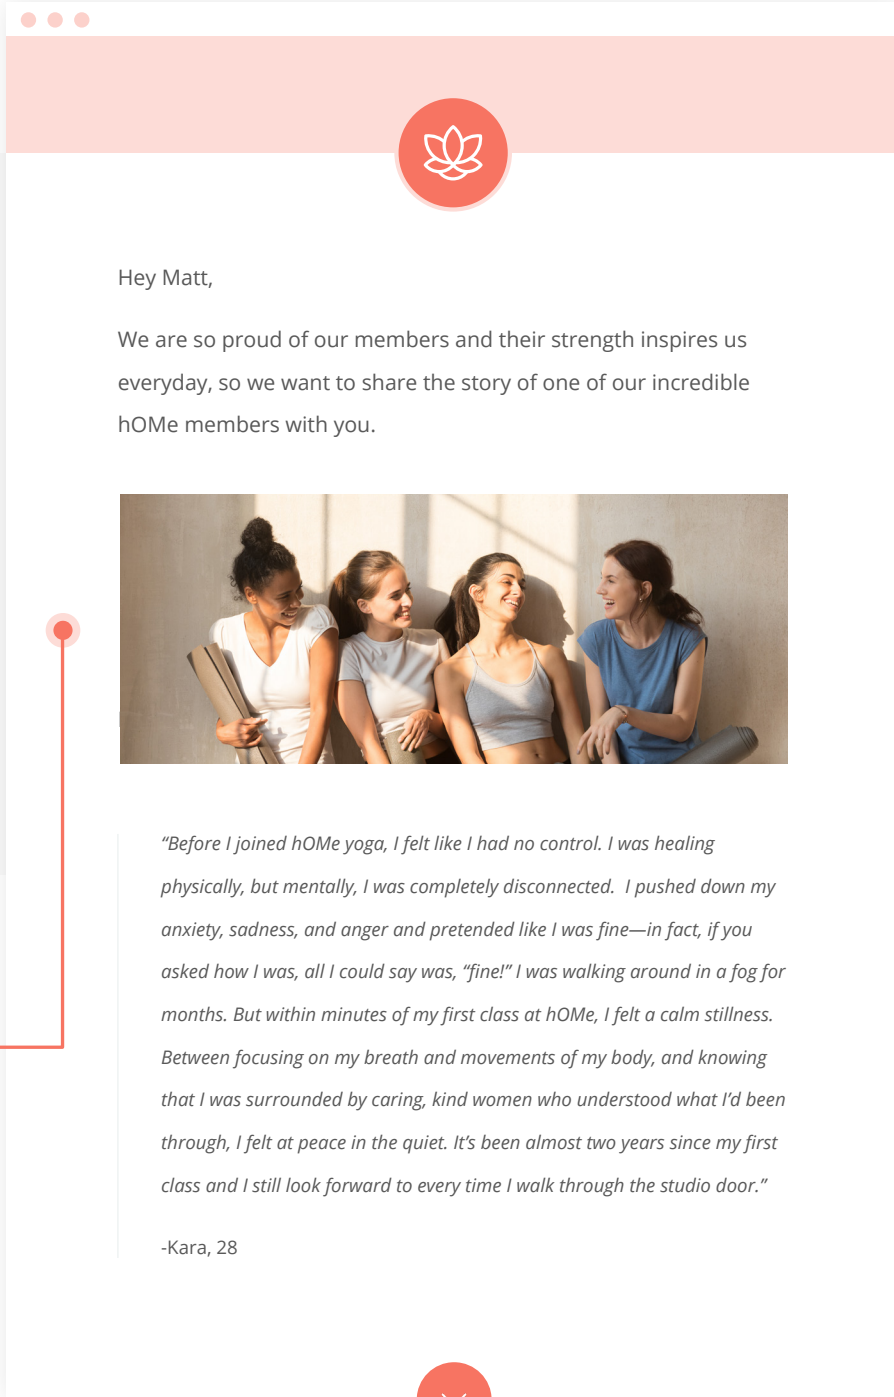 Hey Matt,
We are so proud of our members and their strength inspires us
everyday, so we want to share the story of one of our incredible
hOMe members with you.
“Before I joined hOMe yoga, I felt like I had no control. I was healing
physically, but mentally, I was completely disconnected.  I pushed down my
anxiety, sadness, and anger and pretended like I was fine—in fact, if you
asked how I was, all I could say was, “fine!” I was walking around in a fog for
months. But within minutes of my first class at hOMe, I felt a calm stillness.
Between focusing on my breath and movements of my body, and knowing
that I was surrounded by caring, kind women who understood what I’d been
through, I felt at peace in the quiet. It’s been almost two years since my first
class and I still look forward to every time I walk through the studio door.”
-Kara, 28